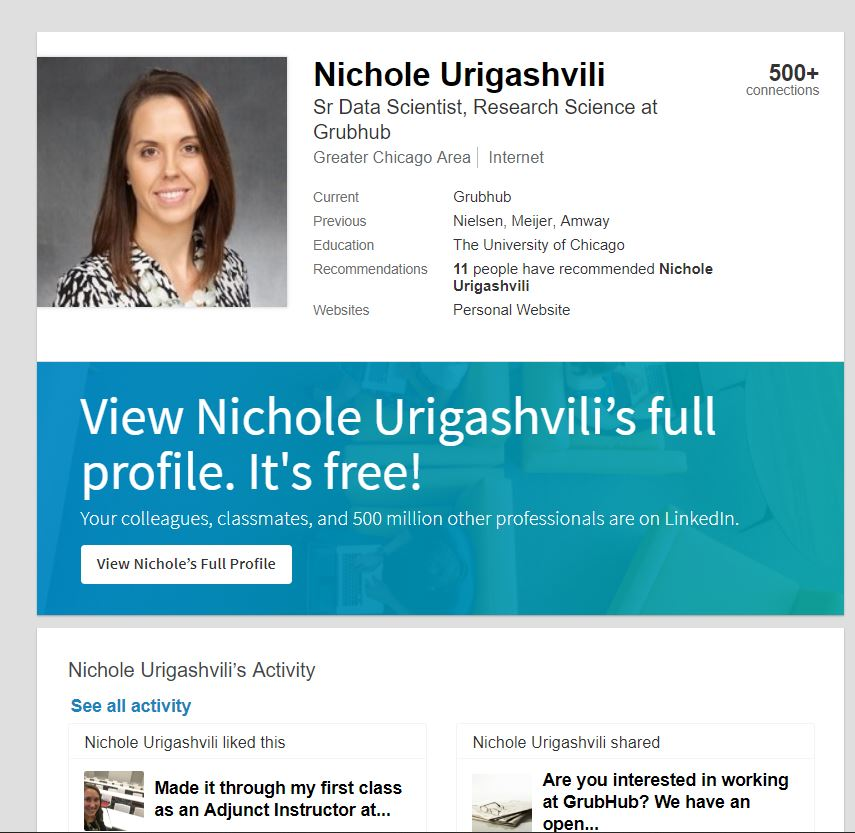 Nichole Urigashvili
500+
connections
Sr Data Scientist, Research Science at
Grubhub
Greater Chicago Area | Internet
Current Grubhub
Previous Nielsen, Meijer, Amway
Education The University of Chicago
Recommendations 11 people have recommended Nichole
Urigashvili
Websites Personal Website
View Nichole Urigashvili’s full
profile. It's free!
Your colleagues, classmates, and 500 million other professionals are on LinkedIn.
View Nichole’s Full Profile
Nichole Urigashvili’s Activity
See all activity
Nichole Urigashvili liked this
Made it through my first class
as an Adjunct Instructor at...
Nichole Urigashvili shared
Are you interested in working
at GrubHub? We have an
open...